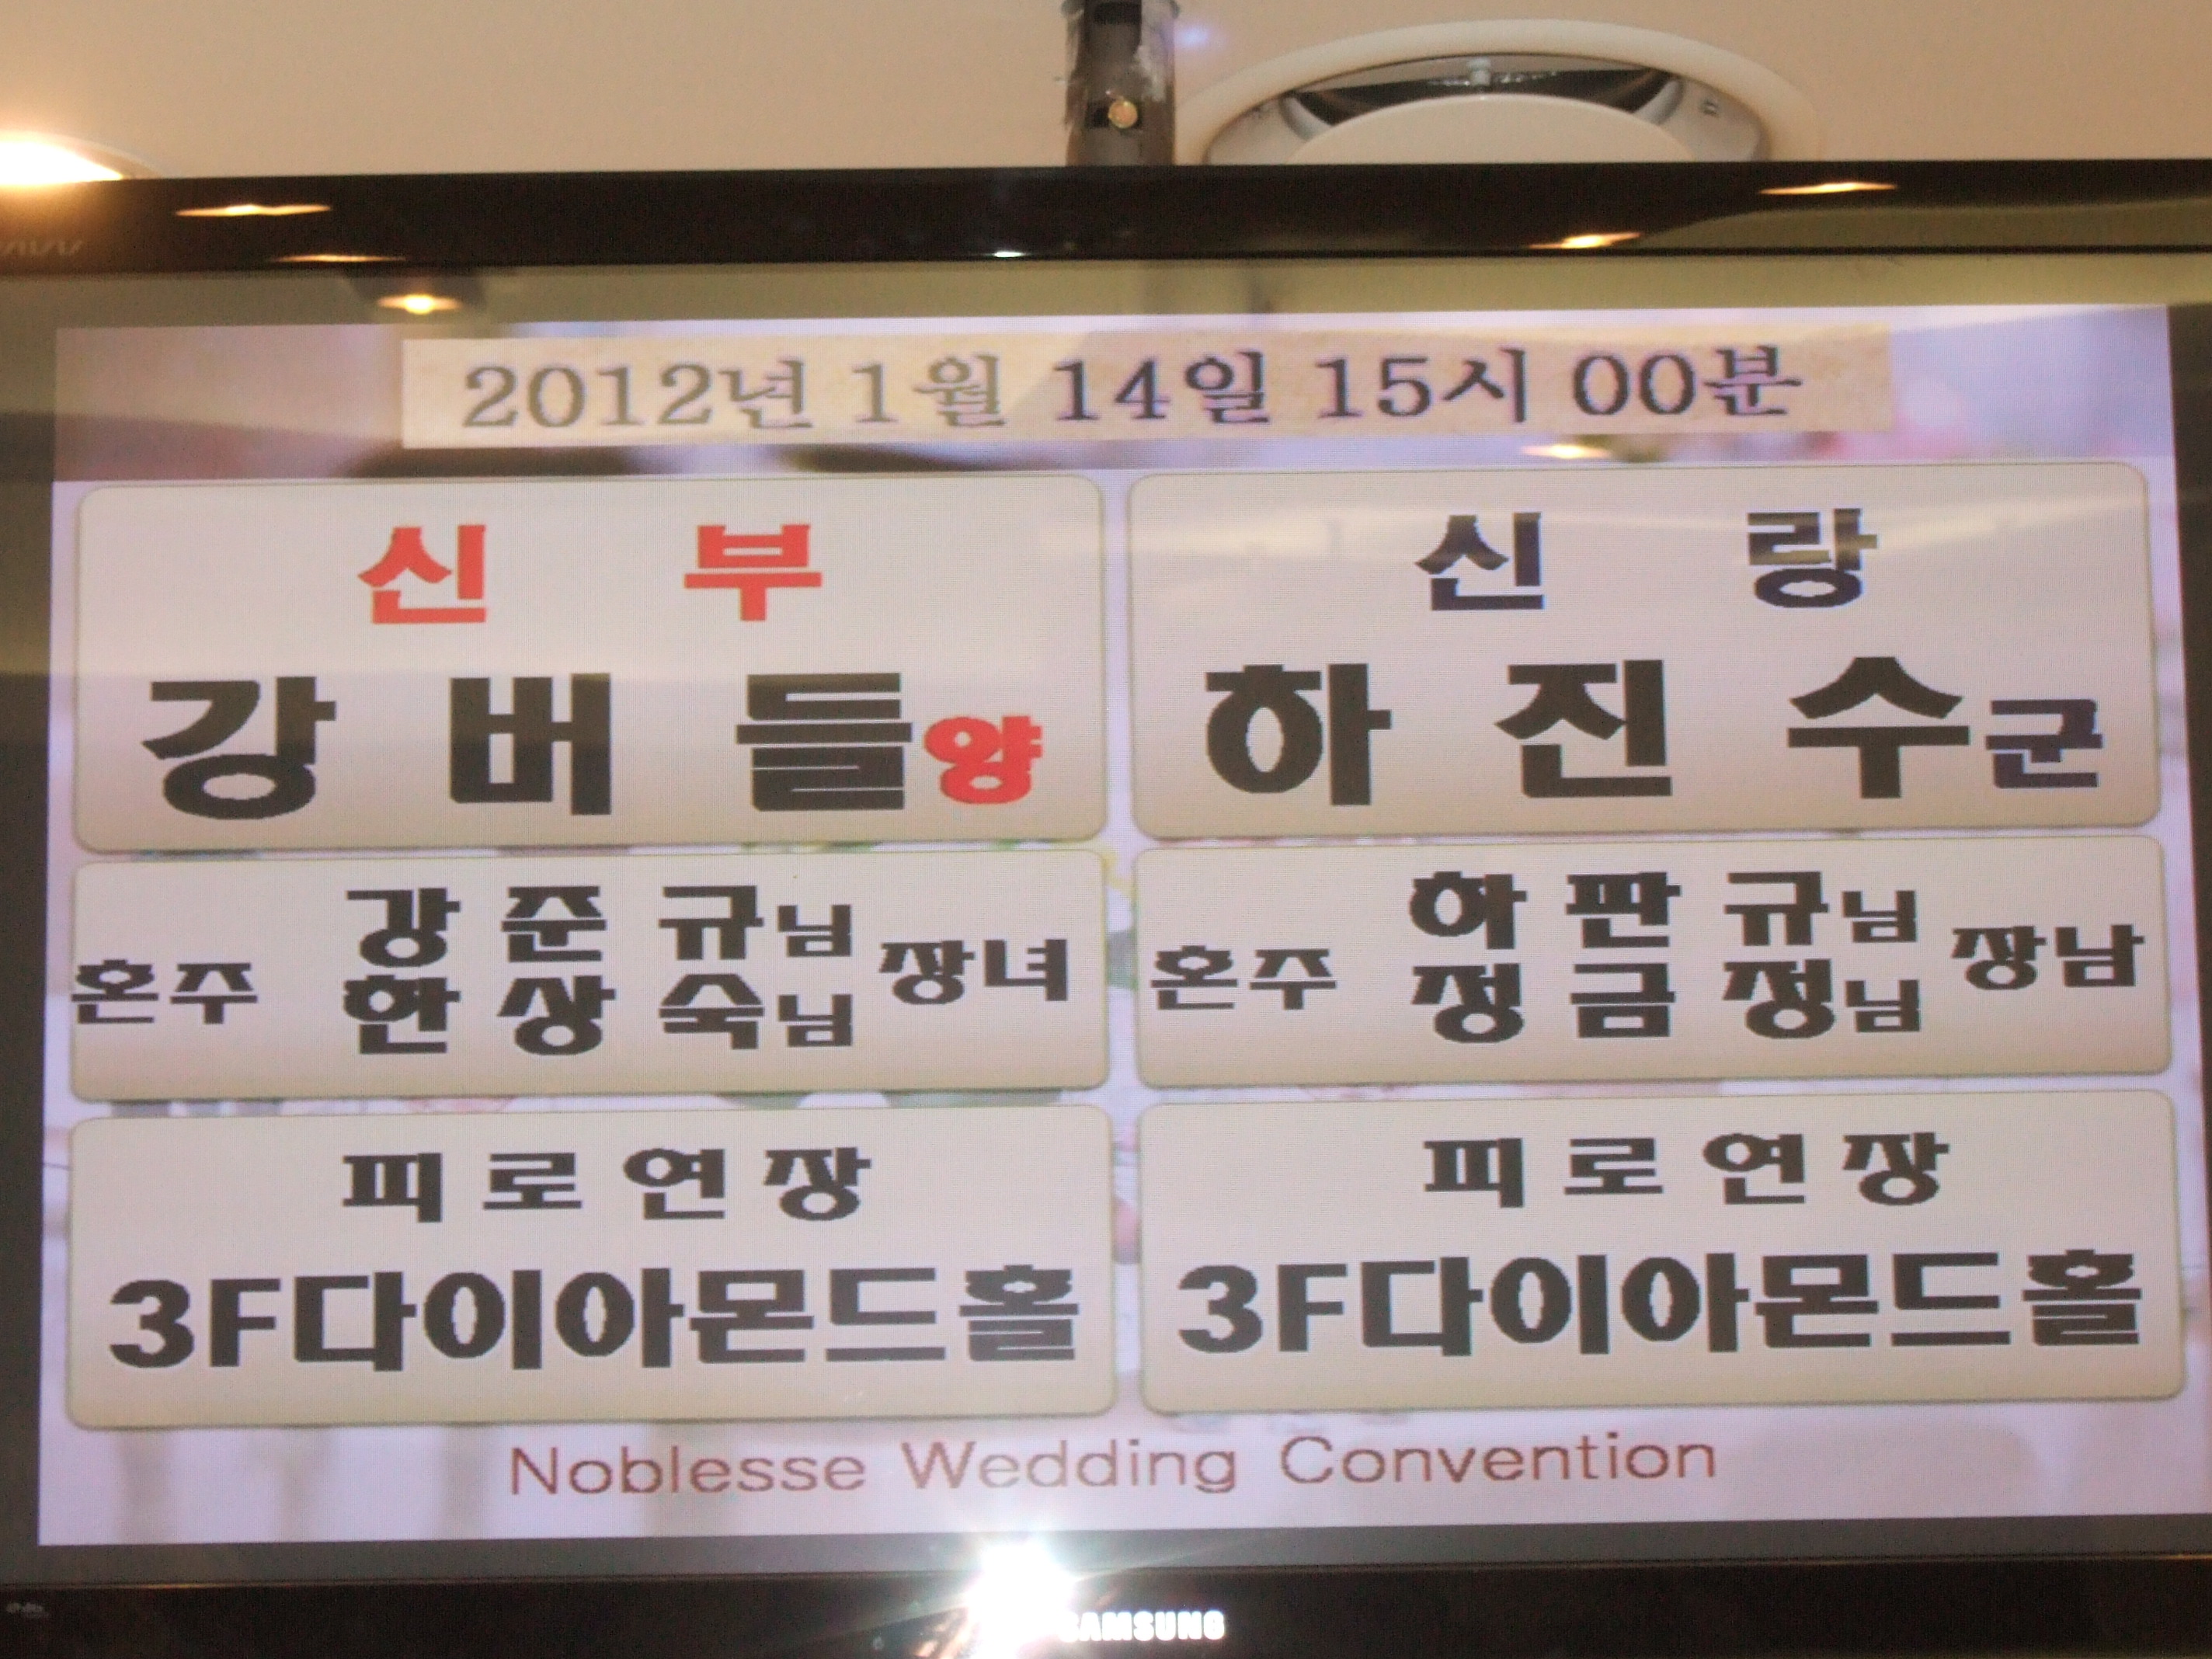 2012년 1월 14일 15시 00분
신 부
강 버 들양
신 랑
하 진 수군
혼주 강 준 규님 한 상 숙님 장녀
혼주 하 판 규님 정 금 정님 장남
피 로 연 장
3F다이아몬드홀
피 로 연 장
3F다이아몬드홀
Noblesse Wedding Convention
SAMSUNG